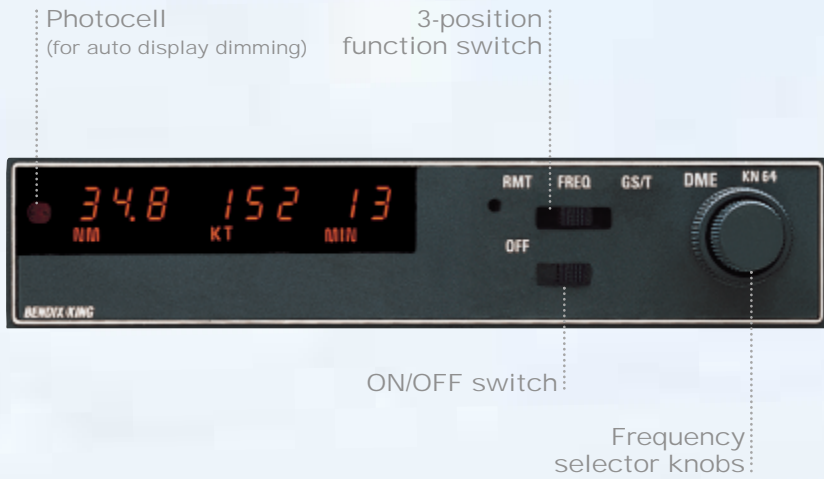 Photocell
(for auto display dimming)
3-position
function switch
RMT FREQ GS/T DME KN 64
34.8 152 13
NM KT MIN
OFF
BENDIX/KING
ON/OFF switch
Frequency
selector knobs